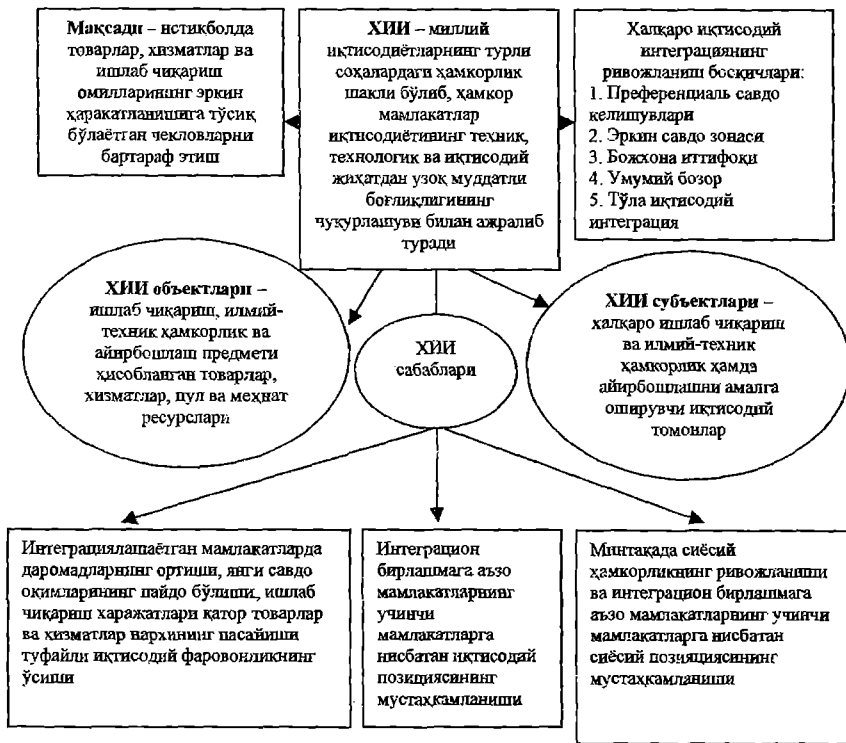 Мақсади – истиқболда
товарлар, хизматлар ва
ишлаб чиқариш
омилларининг эркин
ҳаракатланишига тўсиқ
бўлаётган чекловларни
бартараф этиш
ХИИ – миллий
иқтисодиётларнинг турли
соҳалардаги ҳамкорлик
шакли бўлиб, ҳамкор
мамлакатлар
иқтисодиётининг техник,
технологик ва иқтисодий
жиҳатдан узоқ муддатли
боғлиқлигининг
чуқурлашуви билан ажралиб
туради
Халқаро иқтисодий
интеграциянинг
ривожланиш босқичлари:
1. Преференциаль савдо
келишувлари
2. Эркин савдо зонаси
3. Божхона иттифоқи
4. Умумий бозор
5. Тўла иқтисодий
интеграция
ХИИ объектлари –
ишлаб чиқариш, илмий-
техник ҳамкорлик ва
айирбошлаш предмети
ҳисобланган товарлар,
хизматлар, пул ва меҳнат
ресурслари
ХИИ
сабаблари
ХИИ субъектлари –
халқаро ишлаб чиқариш
ва илмий-техник
ҳамкорлик ҳамда
айирбошлашни амалга
оширувчи иқтисодий
томонлар
Интеграциялашаётган мамлакатларда
даромадларнинг ортиши, янги савдо
оқимларининг пайдо бўлиши, ишлаб
чиқариш харажатлари қатор товарлар
ва хизматлар нархининг пасайиши
туфайли иқтисодий фаровонликнинг
ўсиши
Интеграцион
бирлашмага аъзо
мамлакатларнинг
учинчи
мамлакатларга
нисбатан иқтисодий
позициясининг
мустаҳкамланиши
Минтақада сиёсий
ҳамкорликнинг ривожланиши
ва интеграцион бирлашмага
аъзо мамлакатларнинг учинчи
мамлакатларга нисбатан
сиёсий позияциясининг
мустаҳкамланиши